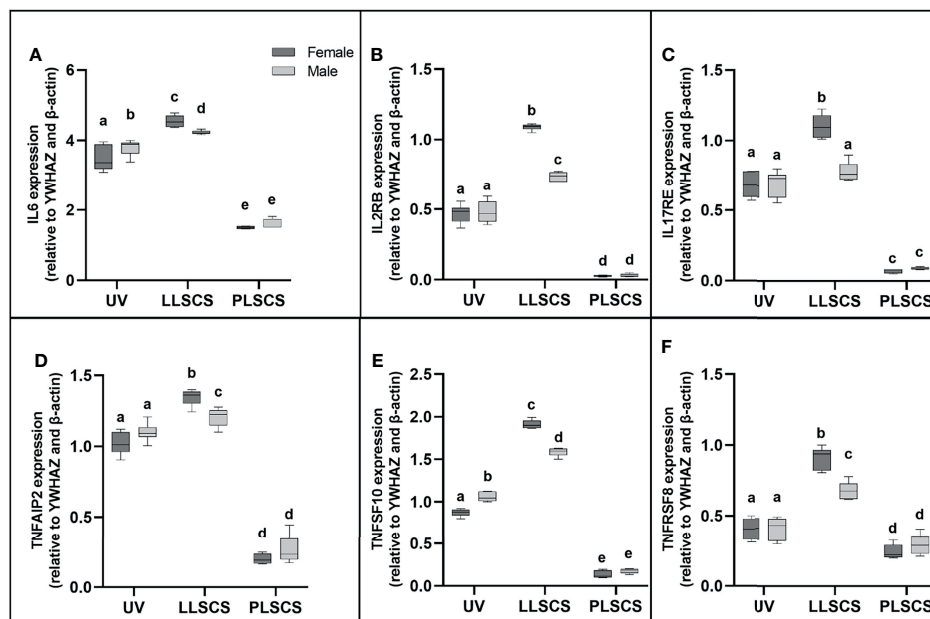 A
Female
Male
IL6 expression
(relative to YWHAZ and β-actin)
6
4
2
0
a
b
c
d
e
e
UV
LLSCS
PLSCS
B
IL2RB expression
(relative to YWHAZ and β-actin)
1.5
1.0
0.5
0.0
a
a
b
c
d
d
UV
LLSCS
PLSCS
C
IL17RE expression
(relative to YWHAZ and β-actin)
1.5
1.0
0.5
0.0
a
a
b
a
c
c
UV
LLSCS
PLSCS
D
TNFAIP2 expression
(relative to YWHAZ and β-actin)
1.5
1.0
0.5
0.0
a
a
b
c
d
d
UV
LLSCS
PLSCS
E
TNFSF10 expression
(relative to YWHAZ and β-actin)
2.5
2.0
1.5
1.0
0.5
0.0
a
b
c
d
e
e
UV
LLSCS
PLSCS
F
TNFRSF8 expression
(relative to YWHAZ and β-actin)
1.5
1.0
0.5
0.0
a
a
b
c
d
d
UV
LLSCS
PLSCS